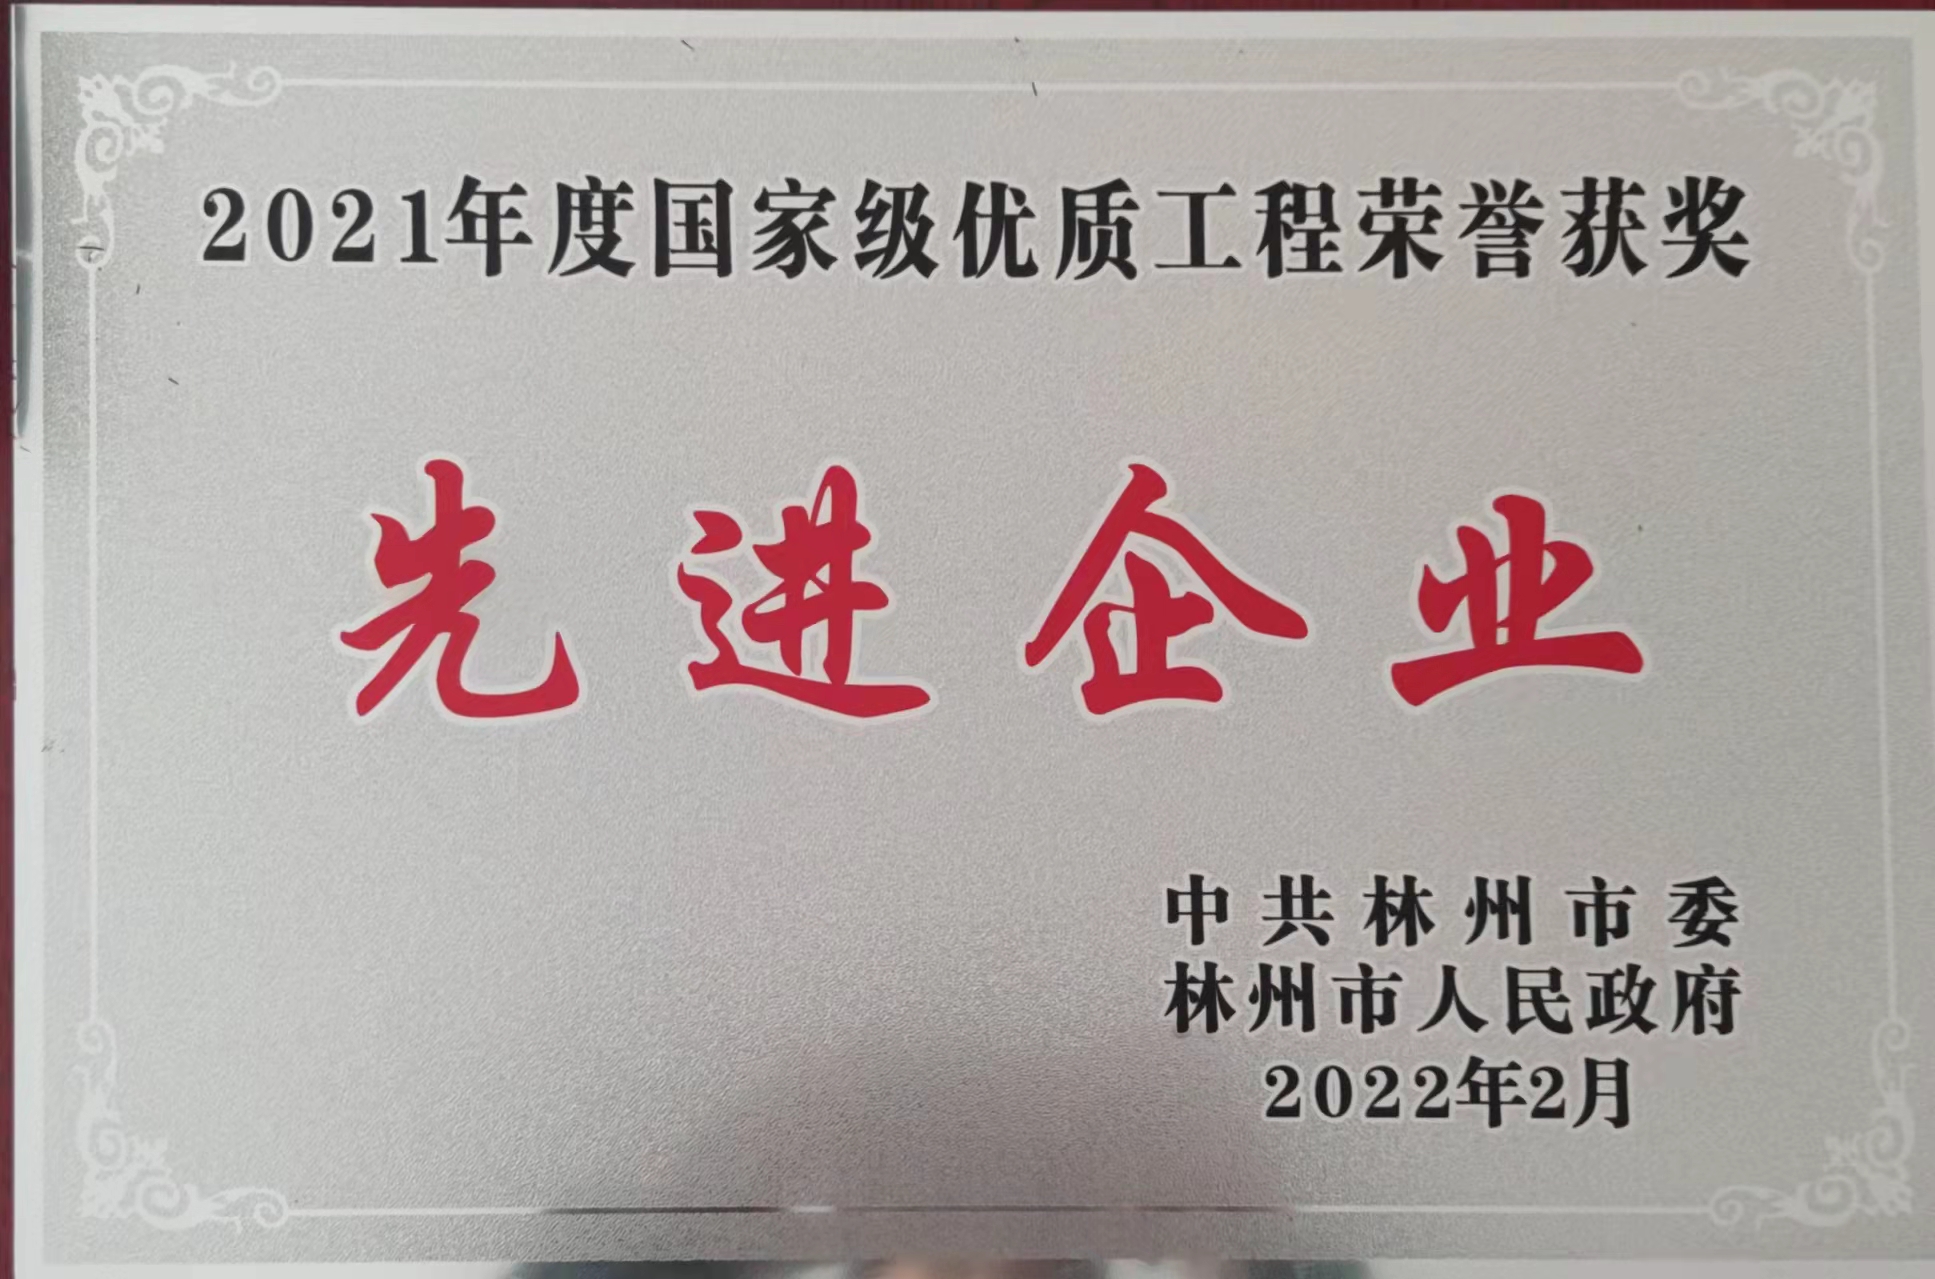 2021年度国家级优质工程荣誉获奖
先进企业
中共林州市委
林州市人民政府
2022年2月